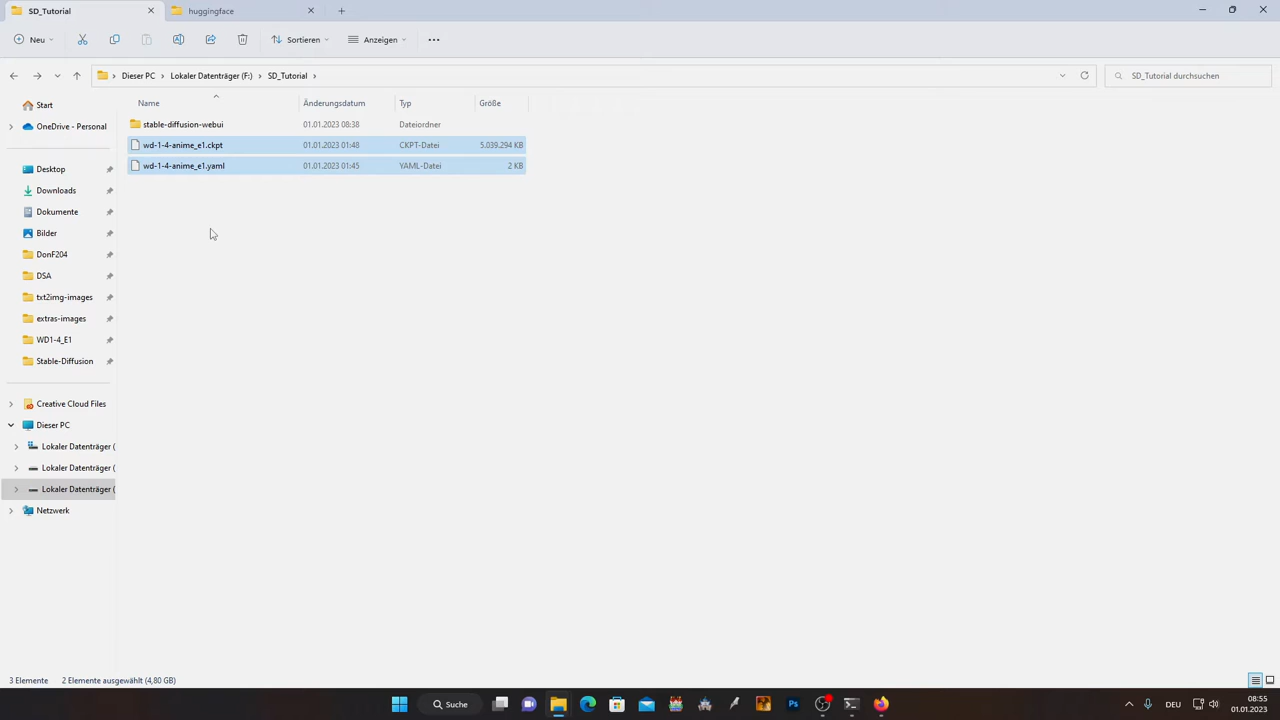 SD_Tutorial
huggingface
Neu
Sortieren
Anzeigen
Dieser PC
Lokaler Datenträger (F:)
SD_Tutorial
SD_Tutorial durchsuchen
Start
OneDrive - Personal
Desktop
Downloads
Dokumente
Bilder
DonF204
DSA
txt2img-images
extras-images
WD1-4_E1
Stable-Diffusion
Creative Cloud Files
Dieser PC
Lokaler Datenträger (
Lokaler Datenträger (
Lokaler Datenträger (
Netzwerk
Name Änderungsdatum Typ Größe
stable-diffusion-webui 01.01.2023 08:38 Dateiordner
wd-1-4-anime_e1.ckpt 01.01.2023 01:48 CKPT-Datei 5.039.294 KB
wd-1-4-anime_e1.yaml 01.01.2023 01:45 YAML-Datei 2 KB
3 Elemente 2 Elemente ausgewählt (4,80 GB)
Suche
DEU
08:55
01.01.2023